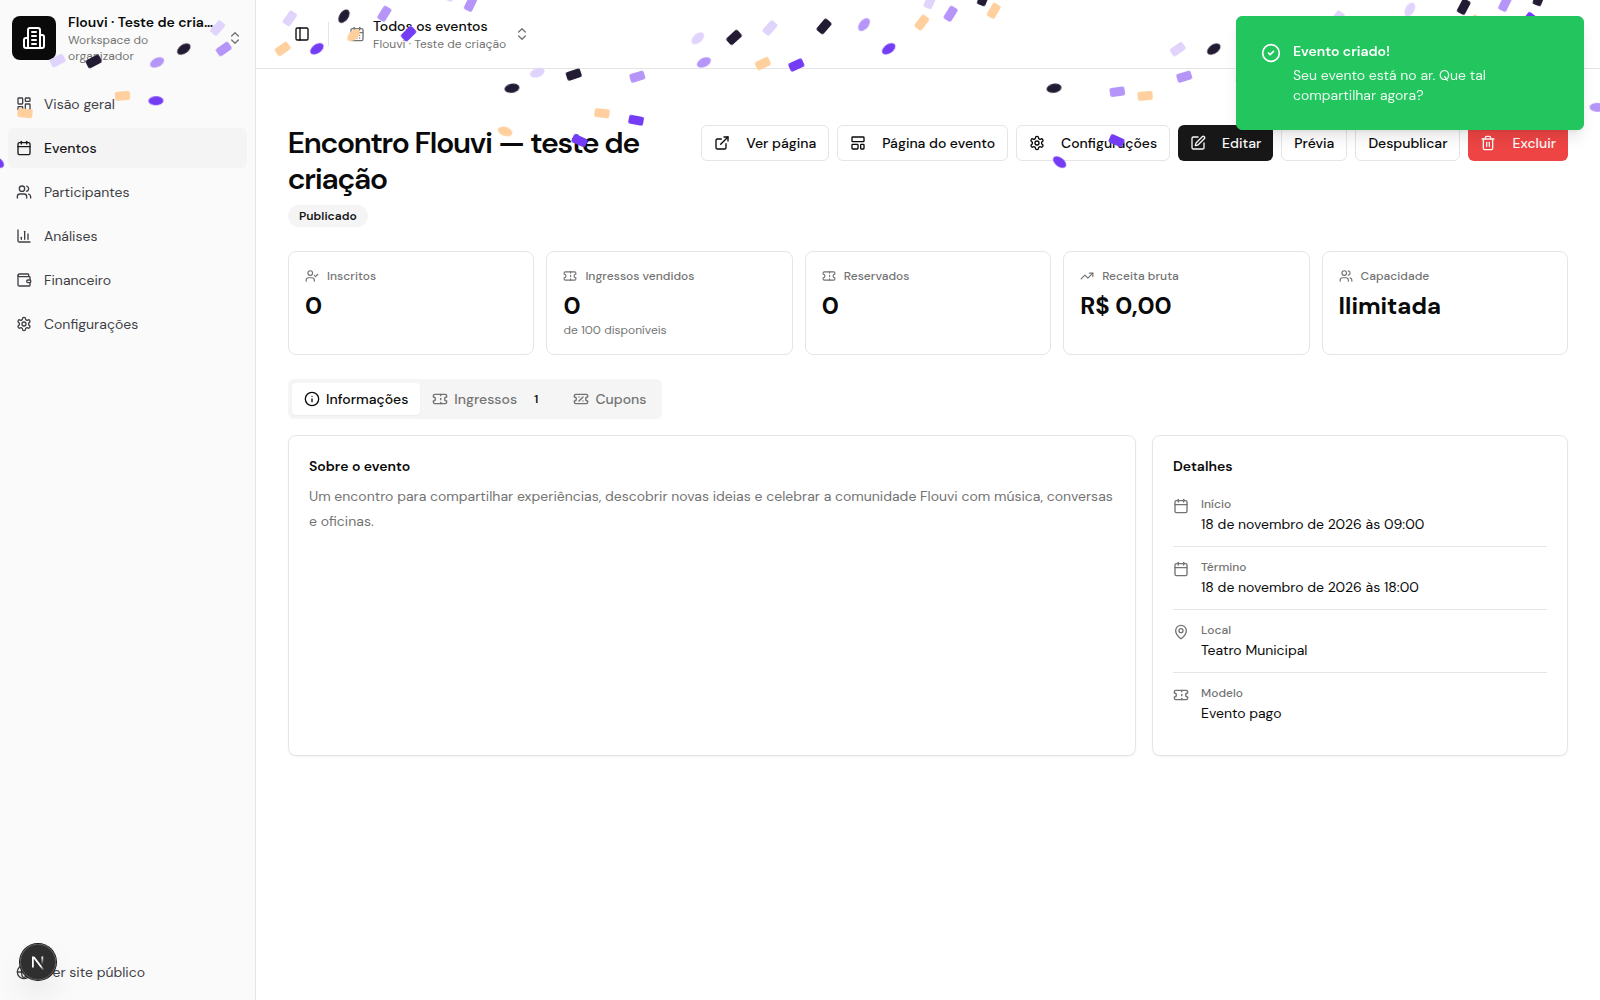 Flouvi · Teste de cria...
Workspace do
organizador
Todos os eventos
Flouvi · Teste de criação
Evento criado!
Seu evento está no ar. Que tal
compartilhar agora?
Visão geral
Eventos
Participantes
Análises
Financeiro
Configurações
Encontro Flouvi — teste de
criação
Publicado
Ver página
Página do evento
Configurações
Editar
Prévia
Despublicar
Excluir
Inscritos
0
Ingressos vendidos
0
de 100 disponíveis
Reservados
0
Receita bruta
R$ 0,00
Capacidade
Ilimitada
Informações
Ingressos 1
Cupons
Sobre o evento
Um encontro para compartilhar experiências, descobrir novas ideias e celebrar a comunidade Flouvi com música, conversas
e oficinas.
Detalhes
Início
18 de novembro de 2026 às 09:00
Término
18 de novembro de 2026 às 18:00
Local
Teatro Municipal
Modelo
Evento pago
N
er site público